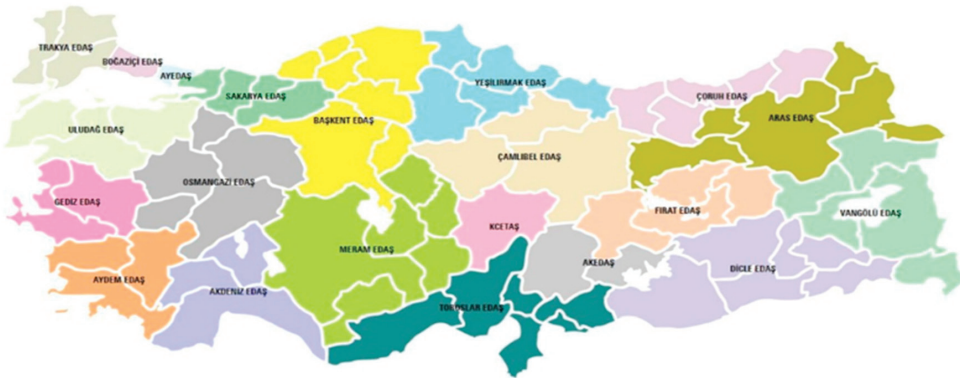 TRAKYA EDAŞ
BOĞAZİÇİ EDAŞ
AYEDAŞ
SAKARYA EDAŞ
BAŞKENT EDAŞ
YEŞİLIRMAK EDAŞ
ÇORUH EDAŞ
ARAS EDAŞ
ULUDAĞ EDAŞ
ÇAMLIBEL EDAŞ
OSMANGAZİ EDAŞ
GEDİZ EDAŞ
FIRAT EDAŞ
VANGÖLÜ EDAŞ
KCETAŞ
MERAM EDAŞ
AKEDAŞ
DİCLE EDAŞ
AYDEM EDAŞ
AKDENİZ EDAŞ
TOROSLAR EDAŞ